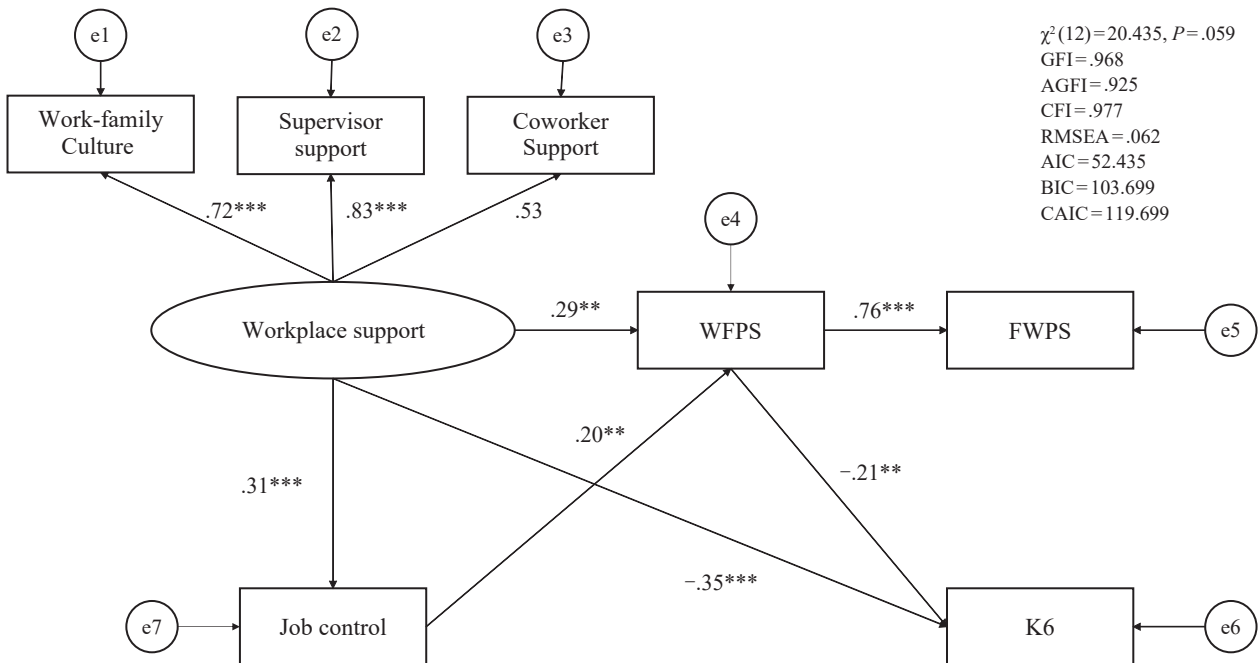 e1
e2
e3
χ²(12)=20.435, P=.059
GFI=.968
AGFI=.925
CFI=.977
RMSEA=.062
AIC=52.435
BIC=103.699
CAIC=119.699
Work-family
Culture
Supervisor
support
Coworker
Support
.72***
.83***
.53
e4
Workplace support
.29**
WFPS
.76***
FWPS
e5
.20**
.31***
−.21**
−.35***
e7
Job control
K6
e6